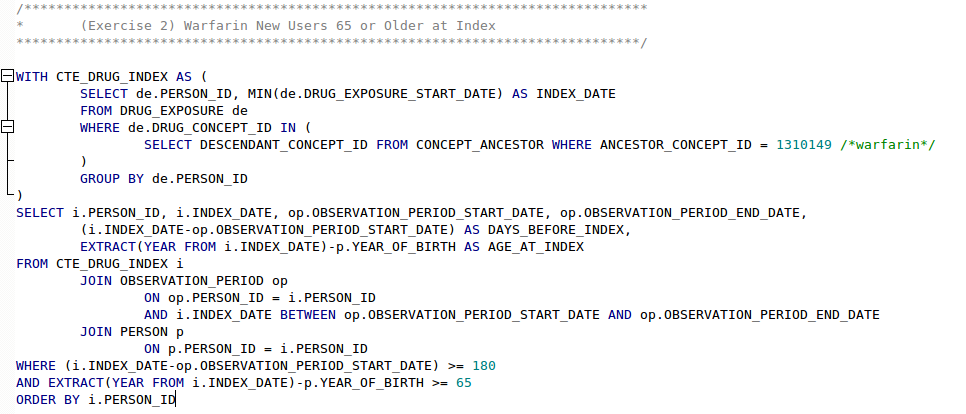 /******************************************************************************
*       (Exercise 2) Warfarin New Users 65 or Older at Index
******************************************************************************/
WITH CTE_DRUG_INDEX AS (
        SELECT de.PERSON_ID, MIN(de.DRUG_EXPOSURE_START_DATE) AS INDEX_DATE
        FROM DRUG_EXPOSURE de
        WHERE de.DRUG_CONCEPT_ID IN (
                SELECT DESCENDANT_CONCEPT_ID FROM CONCEPT_ANCESTOR WHERE ANCESTOR_CONCEPT_ID = 1310149 /*warfarin*/
        )
        GROUP BY de.PERSON_ID
)
SELECT i.PERSON_ID, i.INDEX_DATE, op.OBSERVATION_PERIOD_START_DATE, op.OBSERVATION_PERIOD_END_DATE,
        (i.INDEX_DATE-op.OBSERVATION_PERIOD_START_DATE) AS DAYS_BEFORE_INDEX,
        EXTRACT(YEAR FROM i.INDEX_DATE)-p.YEAR_OF_BIRTH AS AGE_AT_INDEX
FROM CTE_DRUG_INDEX i
        JOIN OBSERVATION_PERIOD op
                ON op.PERSON_ID = i.PERSON_ID
                AND i.INDEX_DATE BETWEEN op.OBSERVATION_PERIOD_START_DATE AND op.OBSERVATION_PERIOD_END_DATE
        JOIN PERSON p
                ON p.PERSON_ID = i.PERSON_ID
WHERE (i.INDEX_DATE-op.OBSERVATION_PERIOD_START_DATE) >= 180
AND EXTRACT(YEAR FROM i.INDEX_DATE)-p.YEAR_OF_BIRTH >= 65
ORDER BY i.PERSON_ID